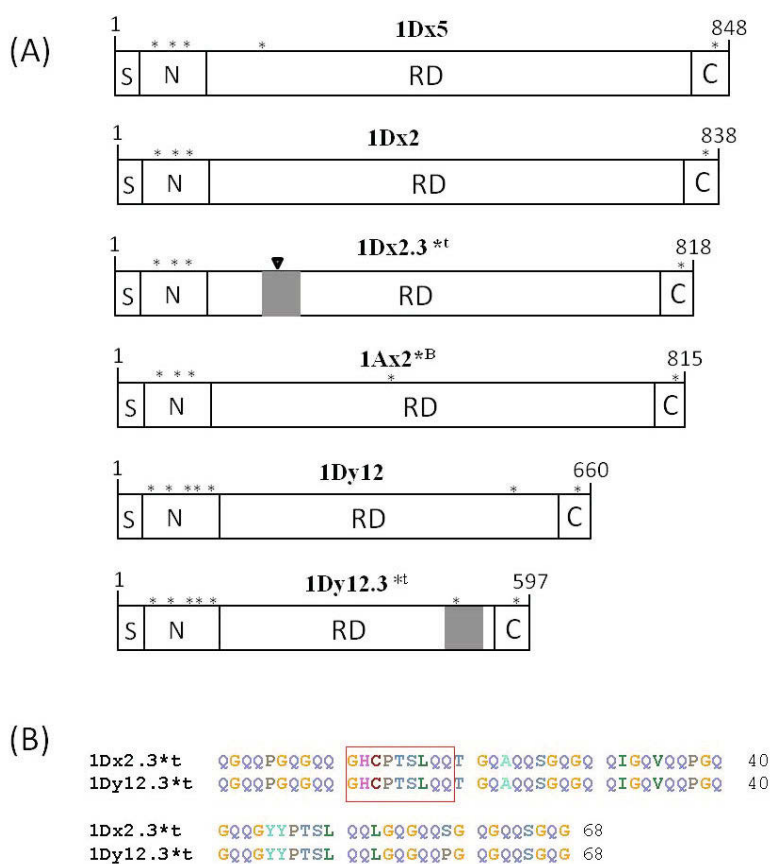 (A)
1 1Dx5 848
* * * * *
S N RD C
1 1Dx2 838
* * * *
S N RD C
1 1Dx2.3 *t 818
* * * *
S N RD C
1 1Ax2*B 815
* * * * *
S N RD C
1 1Dy12 660
* * *** * *
S N RD C
1 1Dy12.3 *t 597
* * *** * *
S N RD C
(B)
1Dx2.3*t QGQQPGQGQQ GHCPTSLQQT GQAQQSGQGQ QIGQVQQPGQ 40
1Dy12.3*t QGQQPGQGQQ GHCPTSLQQT GQAQQSGQGQ QIGQVQQPGQ 40
1Dx2.3*t GQQGYYPTSL QQLGQGQQSG QGQQSGQG 68
1Dy12.3*t GQQGYYPTSL QQLGQGQQPG QGQQSGQG 68